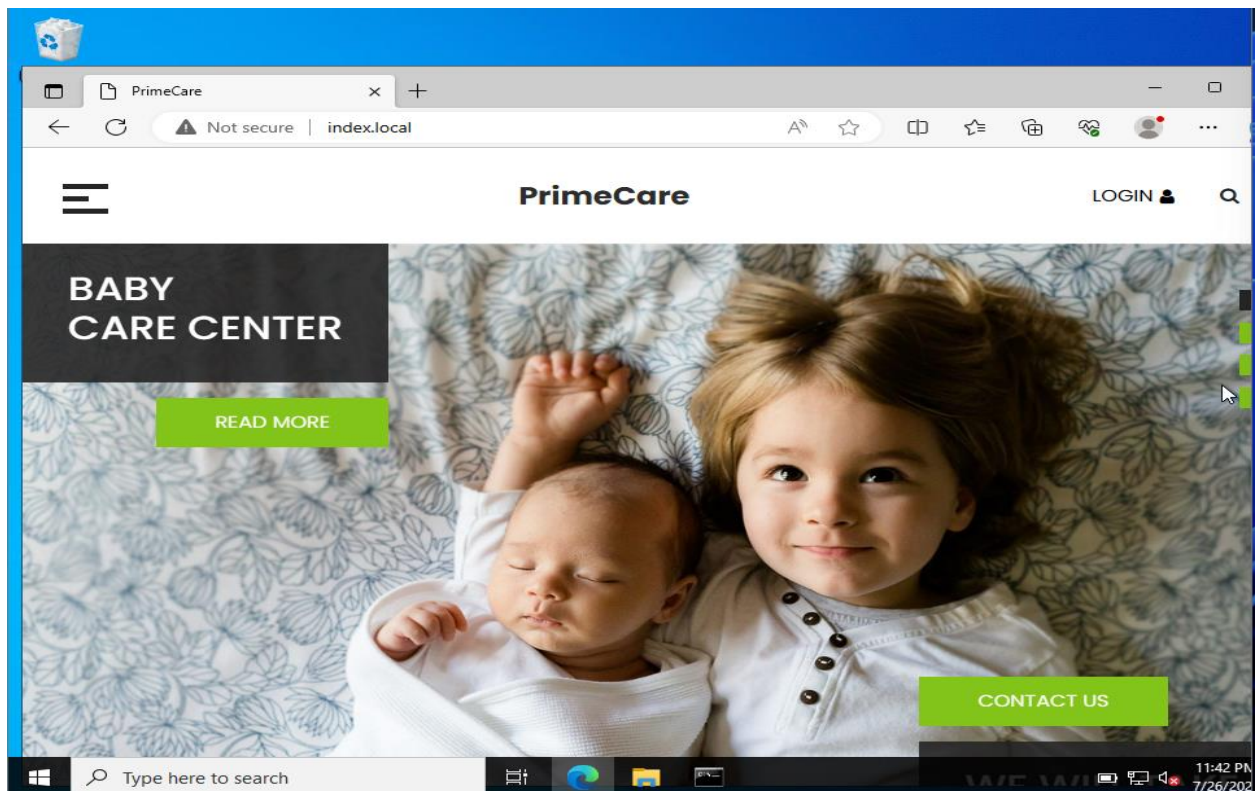 PrimeCare
Not secure | index.local
PrimeCare
LOGIN
BABY
CARE CENTER
READ MORE
CONTACT US
Type here to search
11:42 PM